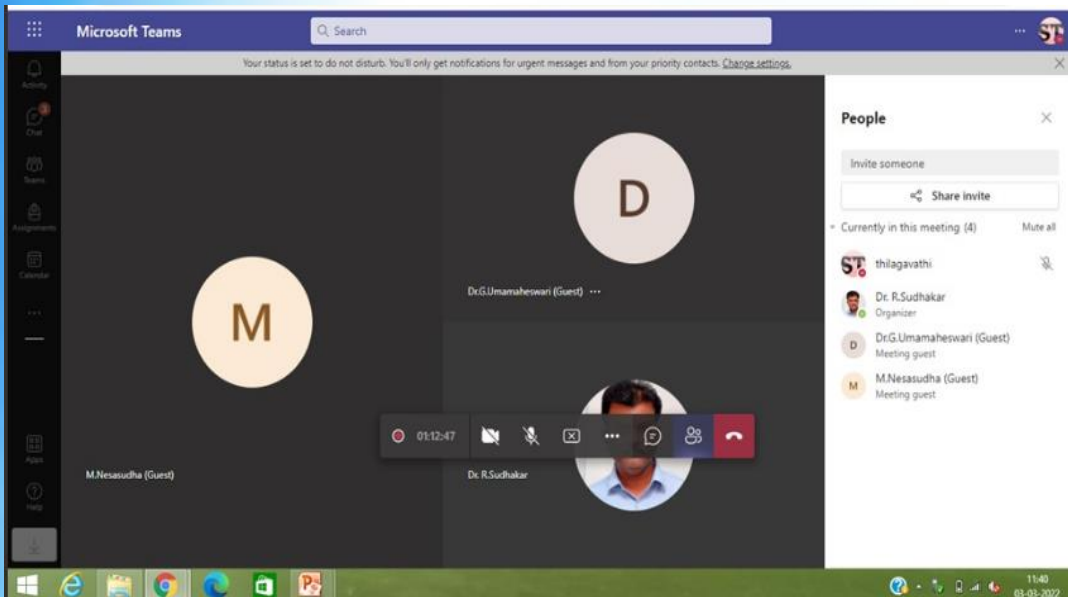 Microsoft Teams
Search
ST
Your status is set to do not disturb. You'll only get notifications for urgent messages and from your priority contacts. Change settings.
Activity
3
Chat
Teams
Assignments
Calendar
Apps
Help
M
M.Nesasudha (Guest)
D
Dr.G.Umamaheswari (Guest)
Dr. R.Sudhakar
01:12:47
People
Invite someone
Share invite
Currently in this meeting (4) Mute all
ST thilagavathi
Dr. R.Sudhakar
Organizer
D Dr.G.Umamaheswari (Guest)
Meeting guest
M M.Nesasudha (Guest)
Meeting guest
11:40
03-03-2022